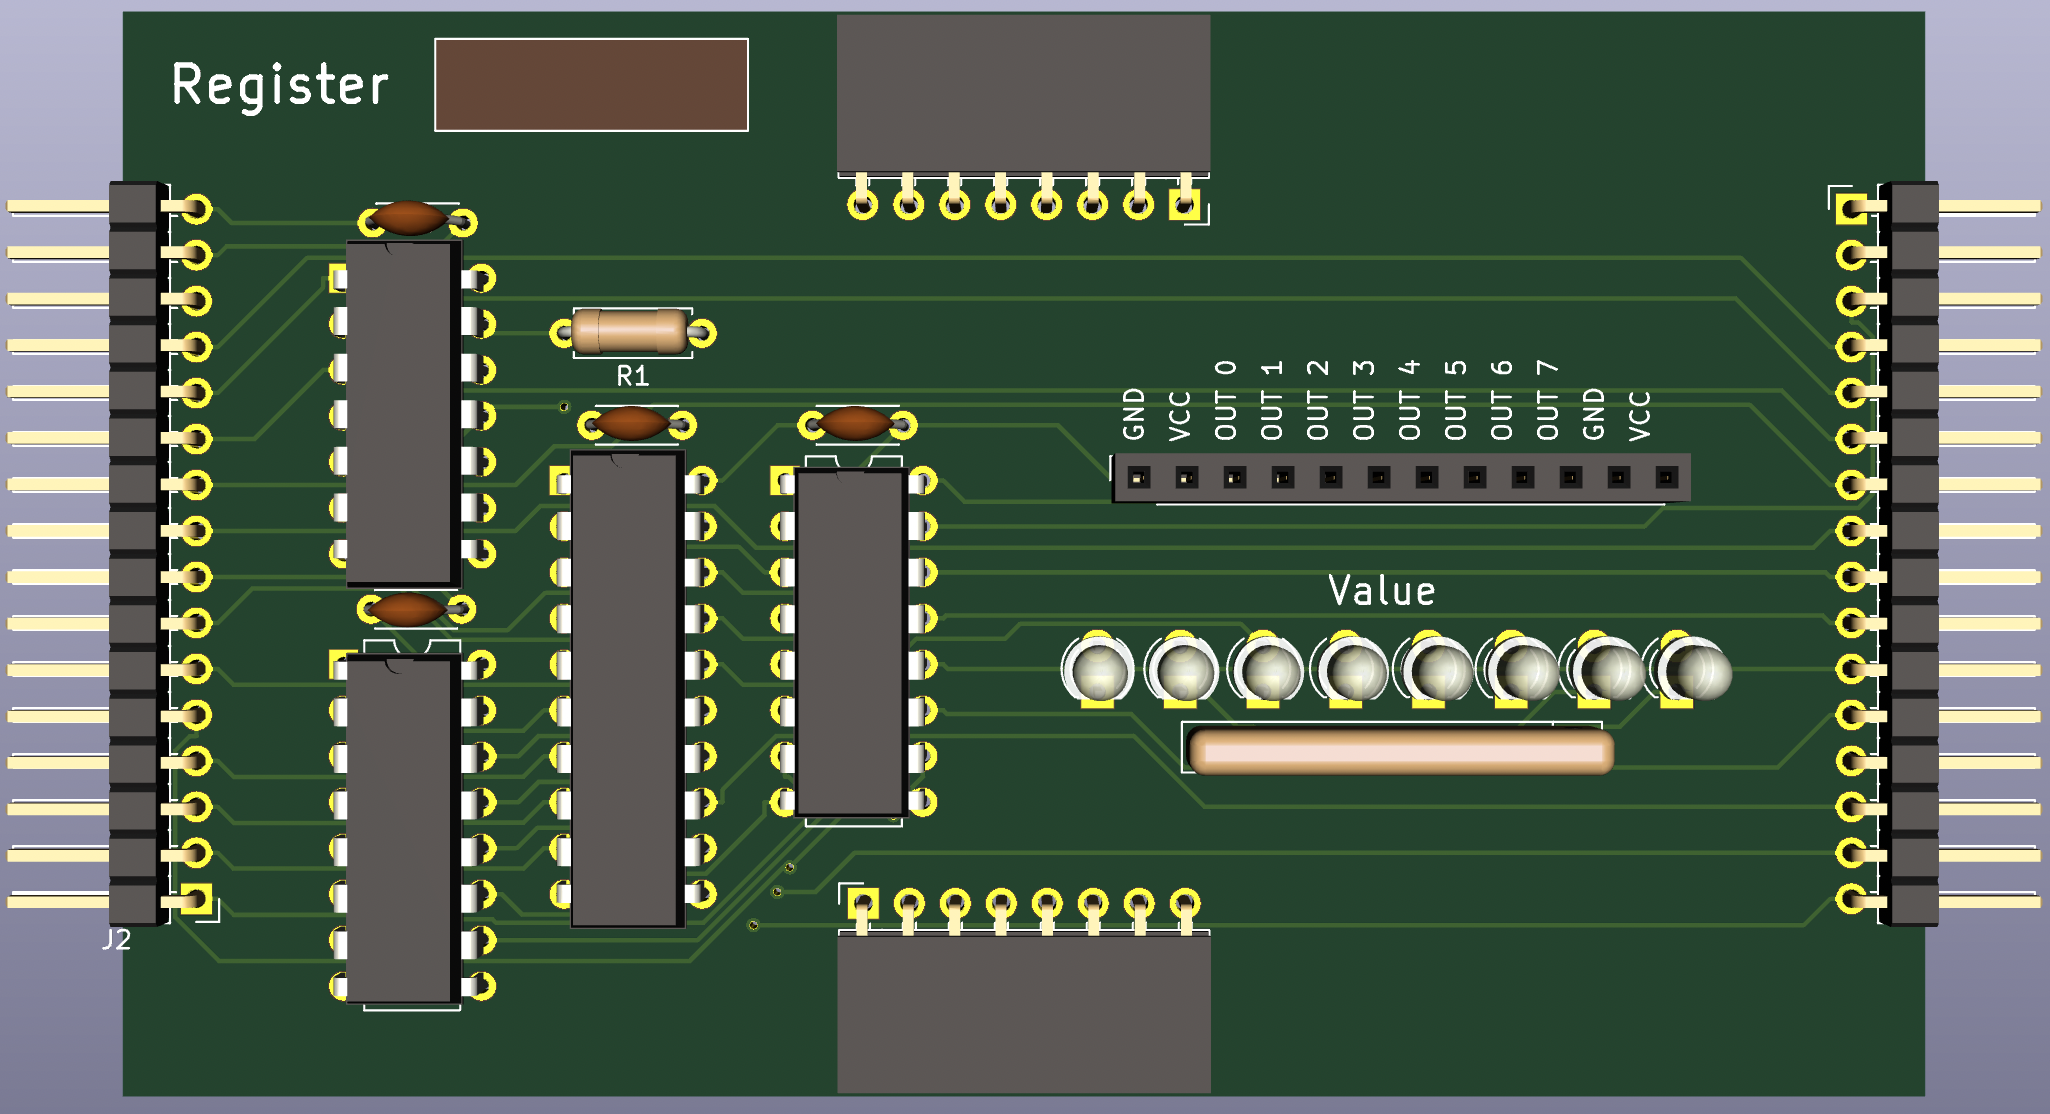 Register
R1
GND
VCC
OUT 0
OUT 1
OUT 2
OUT 3
OUT 4
OUT 5
OUT 6
OUT 7
GND
VCC
Value
J2